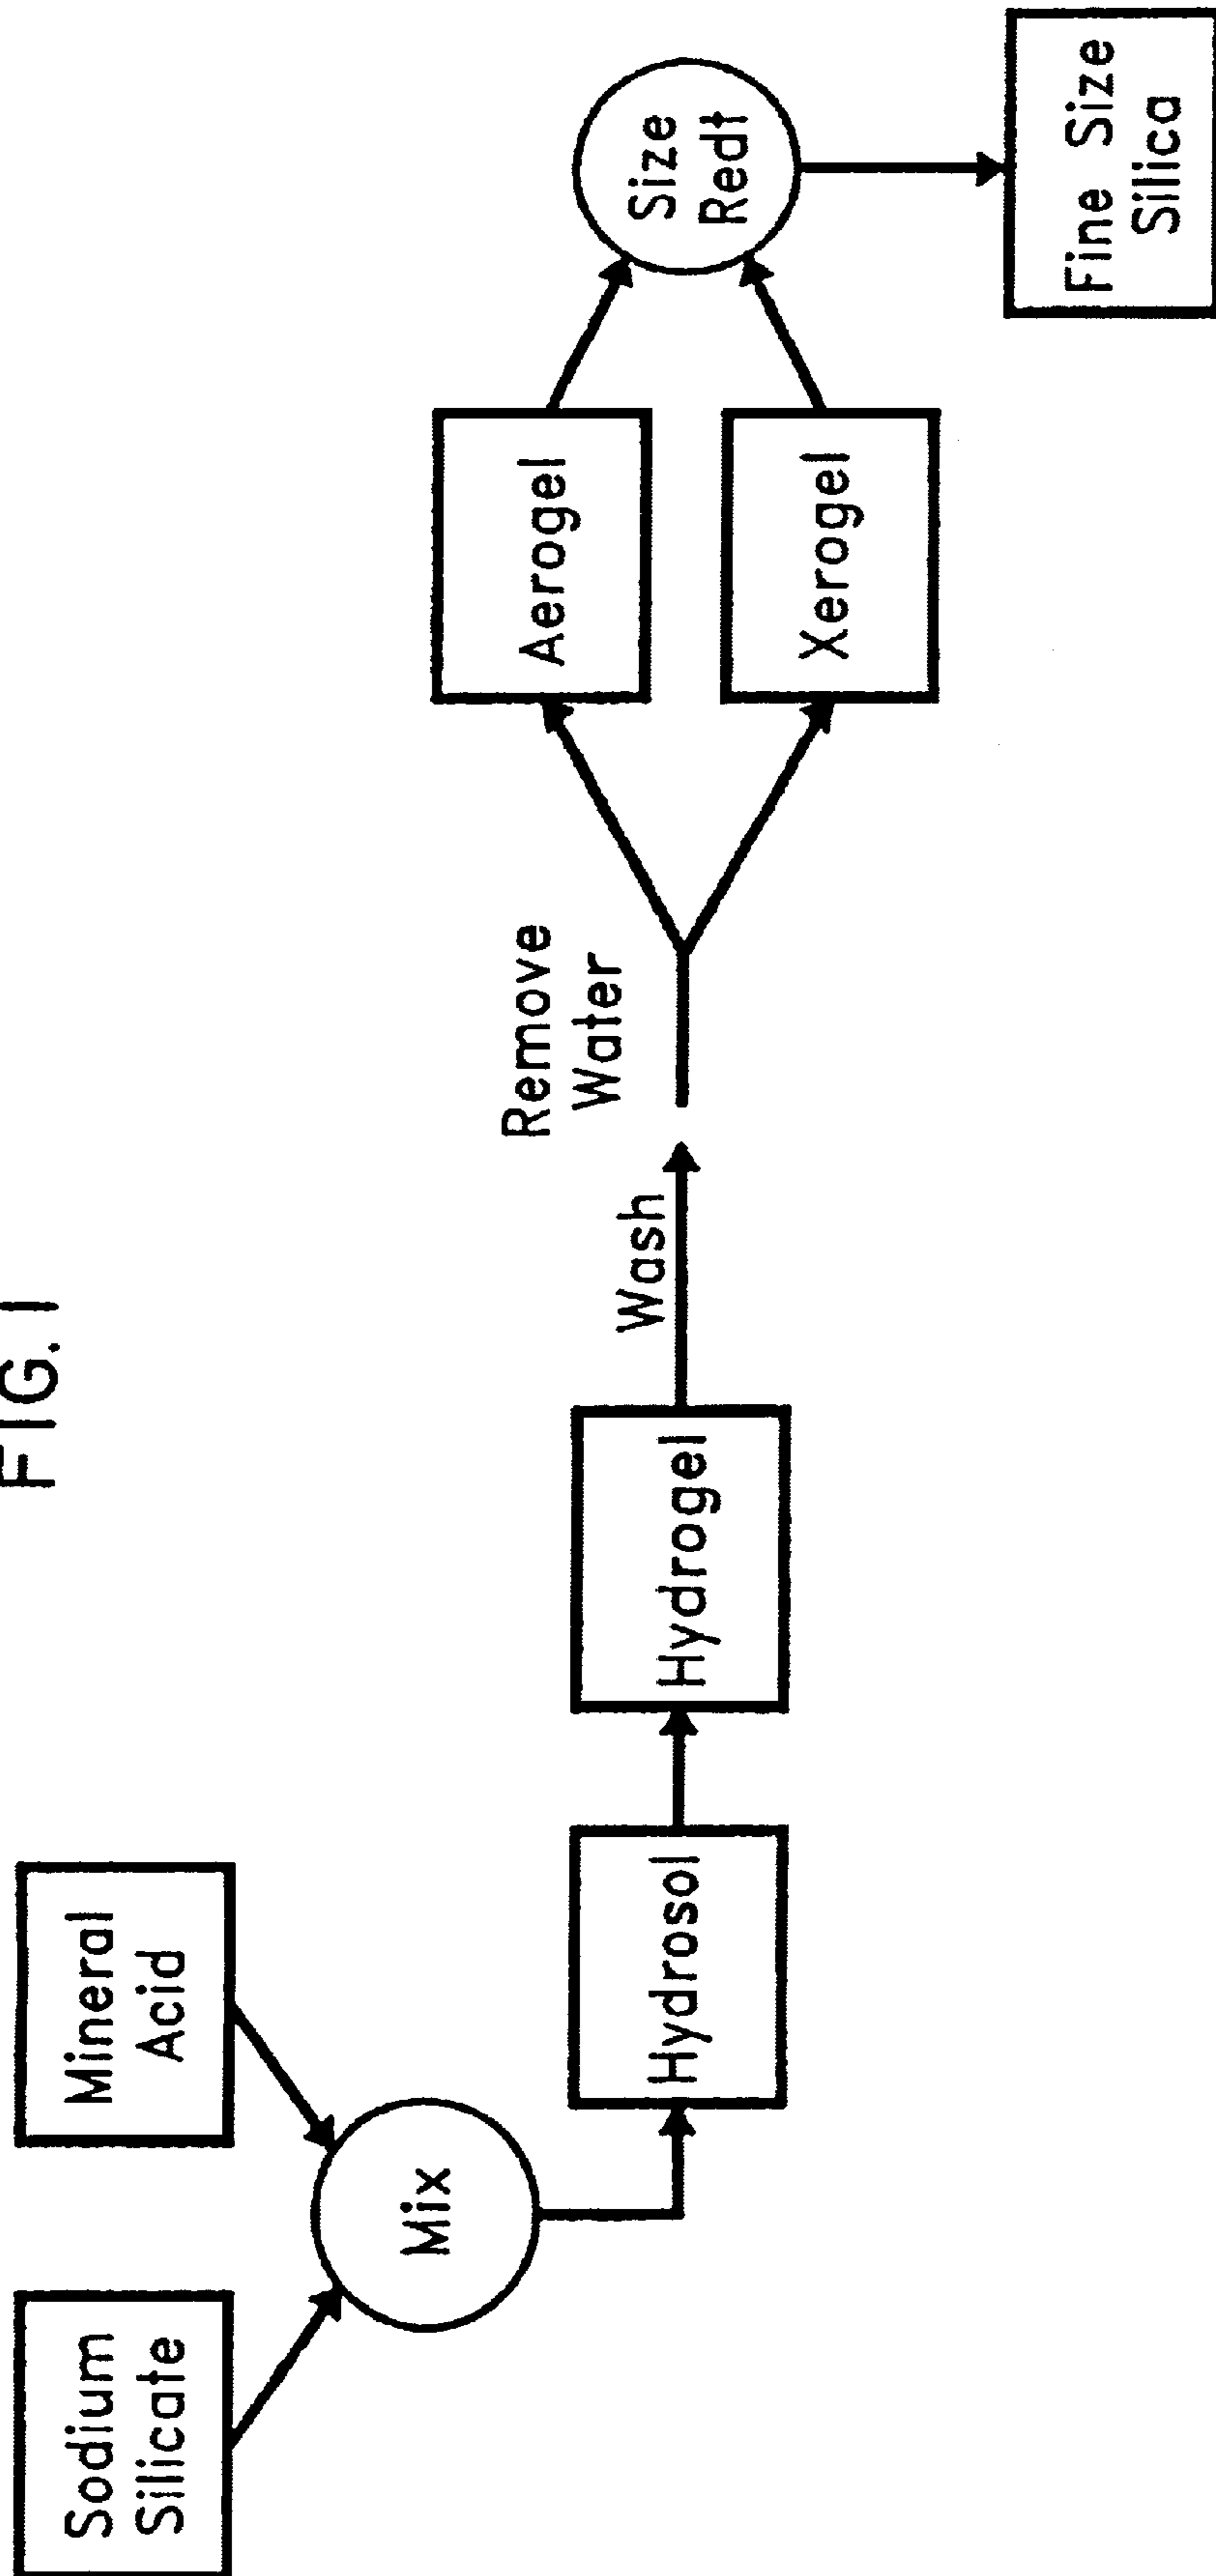 FIG. 1
Sodium
Silicate
Mineral
Acid
Mix
Hydrosol
Hydrogel
Wash
Remove
Water
Aerogel
Xerogel
Size
Redt
Fine Size
Silica